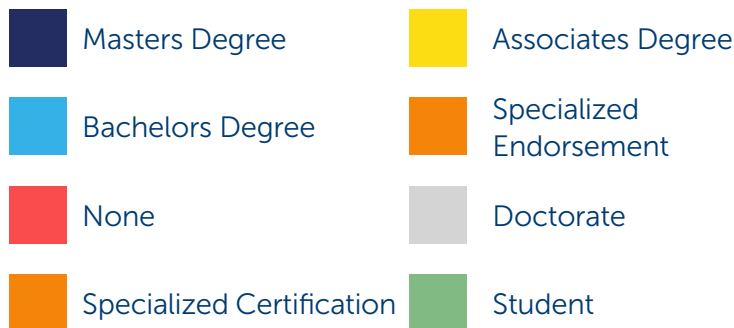 Masters Degree
Associates Degree
Bachelors Degree
Specialized
Endorsement
None
Doctorate
Specialized Certification
Student